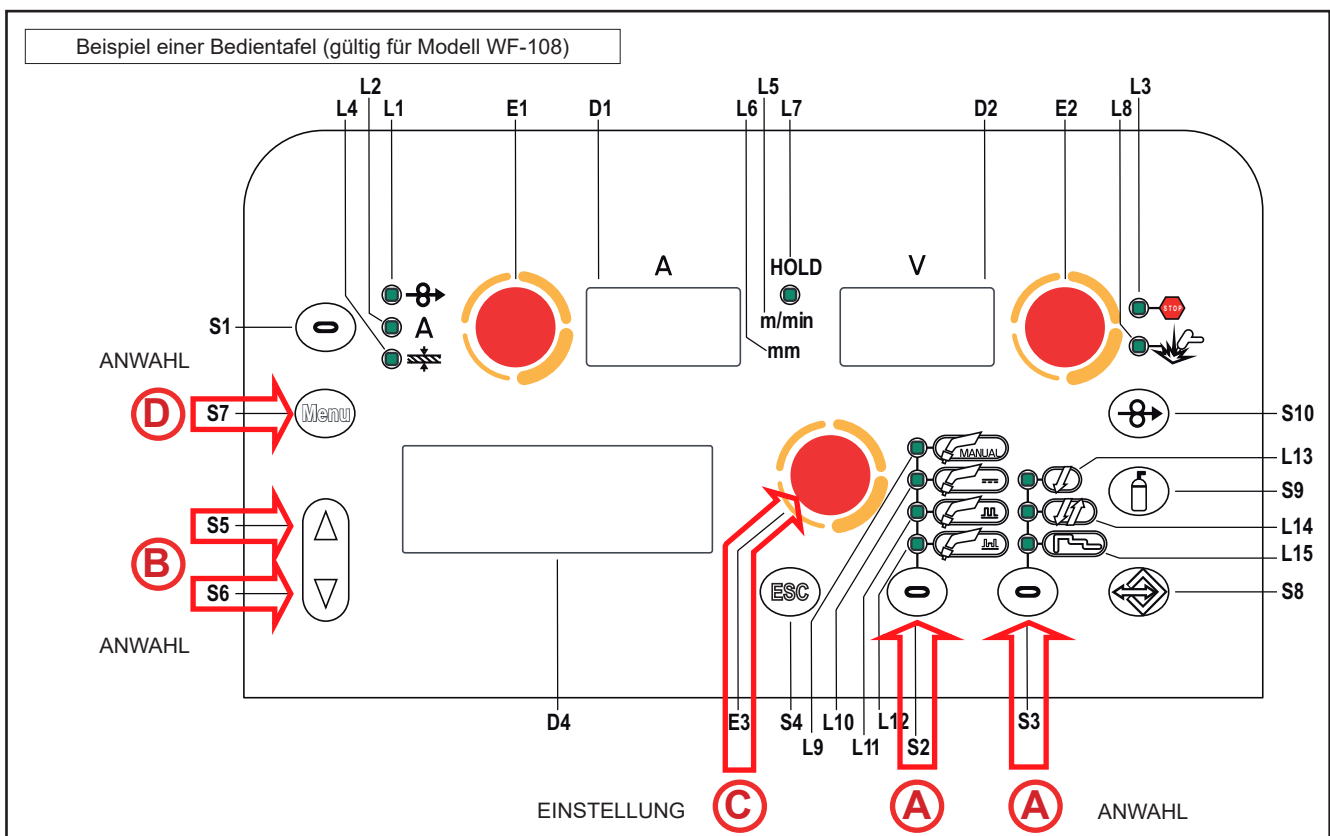 Beispiel einer Bedientafel (gültig für Modell WF-108)
L2 L5 L3
L4 L1 E1 D1 L6 L7 D2 E2 L8
A HOLD V
m/min
mm
A
STOP
S1
ANWAHL
D S7 Menu
S10
MANUAL
L13
S9
L14
L15
S5
B
S6
ESC
S8
ANWAHL
D4 E3 S4 L10 L12 S3
L9 L11 S2
EINSTELLUNG C A A ANWAHL